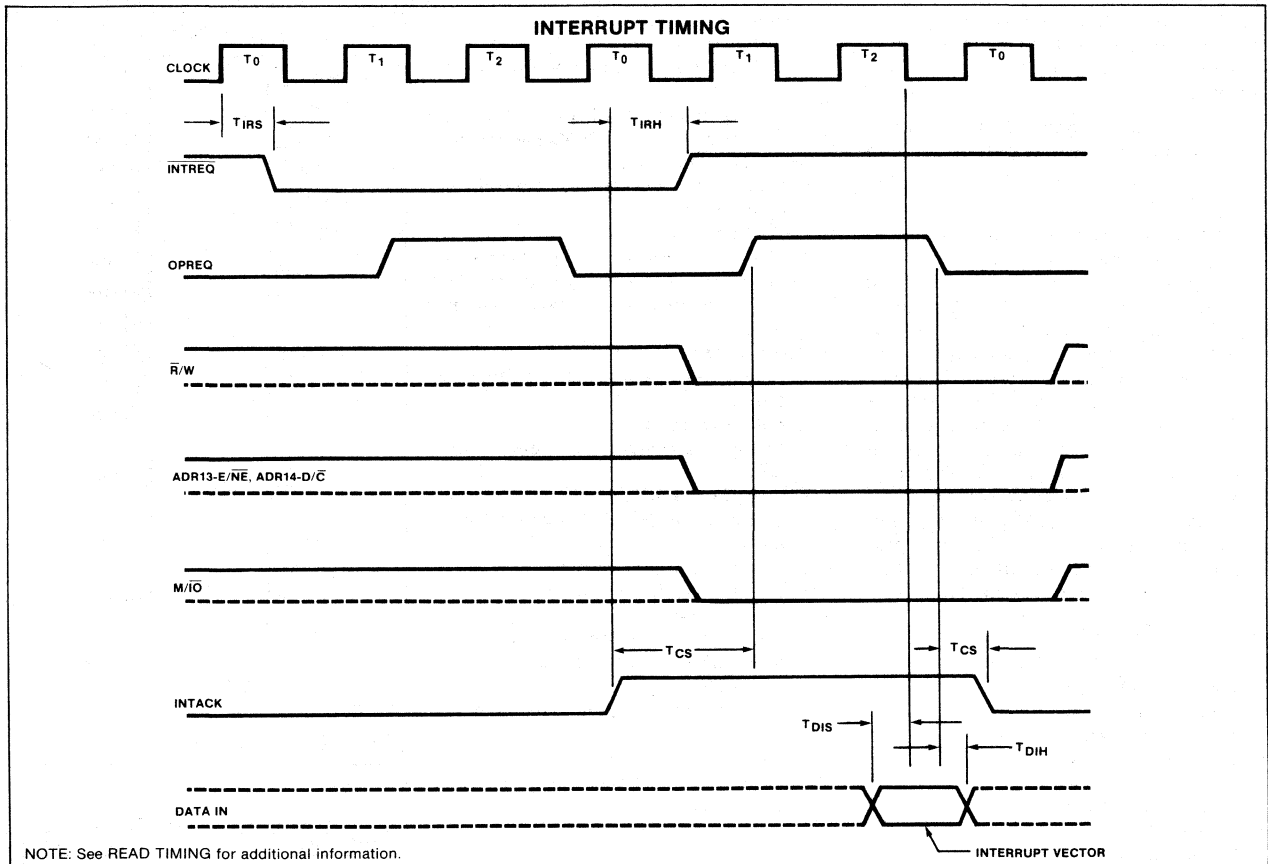 INTERRUPT TIMING
CLOCK T0 T1 T2 T0 T1 T2 T0
TIRS TIRH
INTREQ
OPREQ
R/W
ADR13-E/NE, ADR14-D/C
M/IO
TCS TCS
INTACK
TDIS
TDIH
DATA IN
INTERRUPT VECTOR
NOTE: See READ TIMING for additional information.